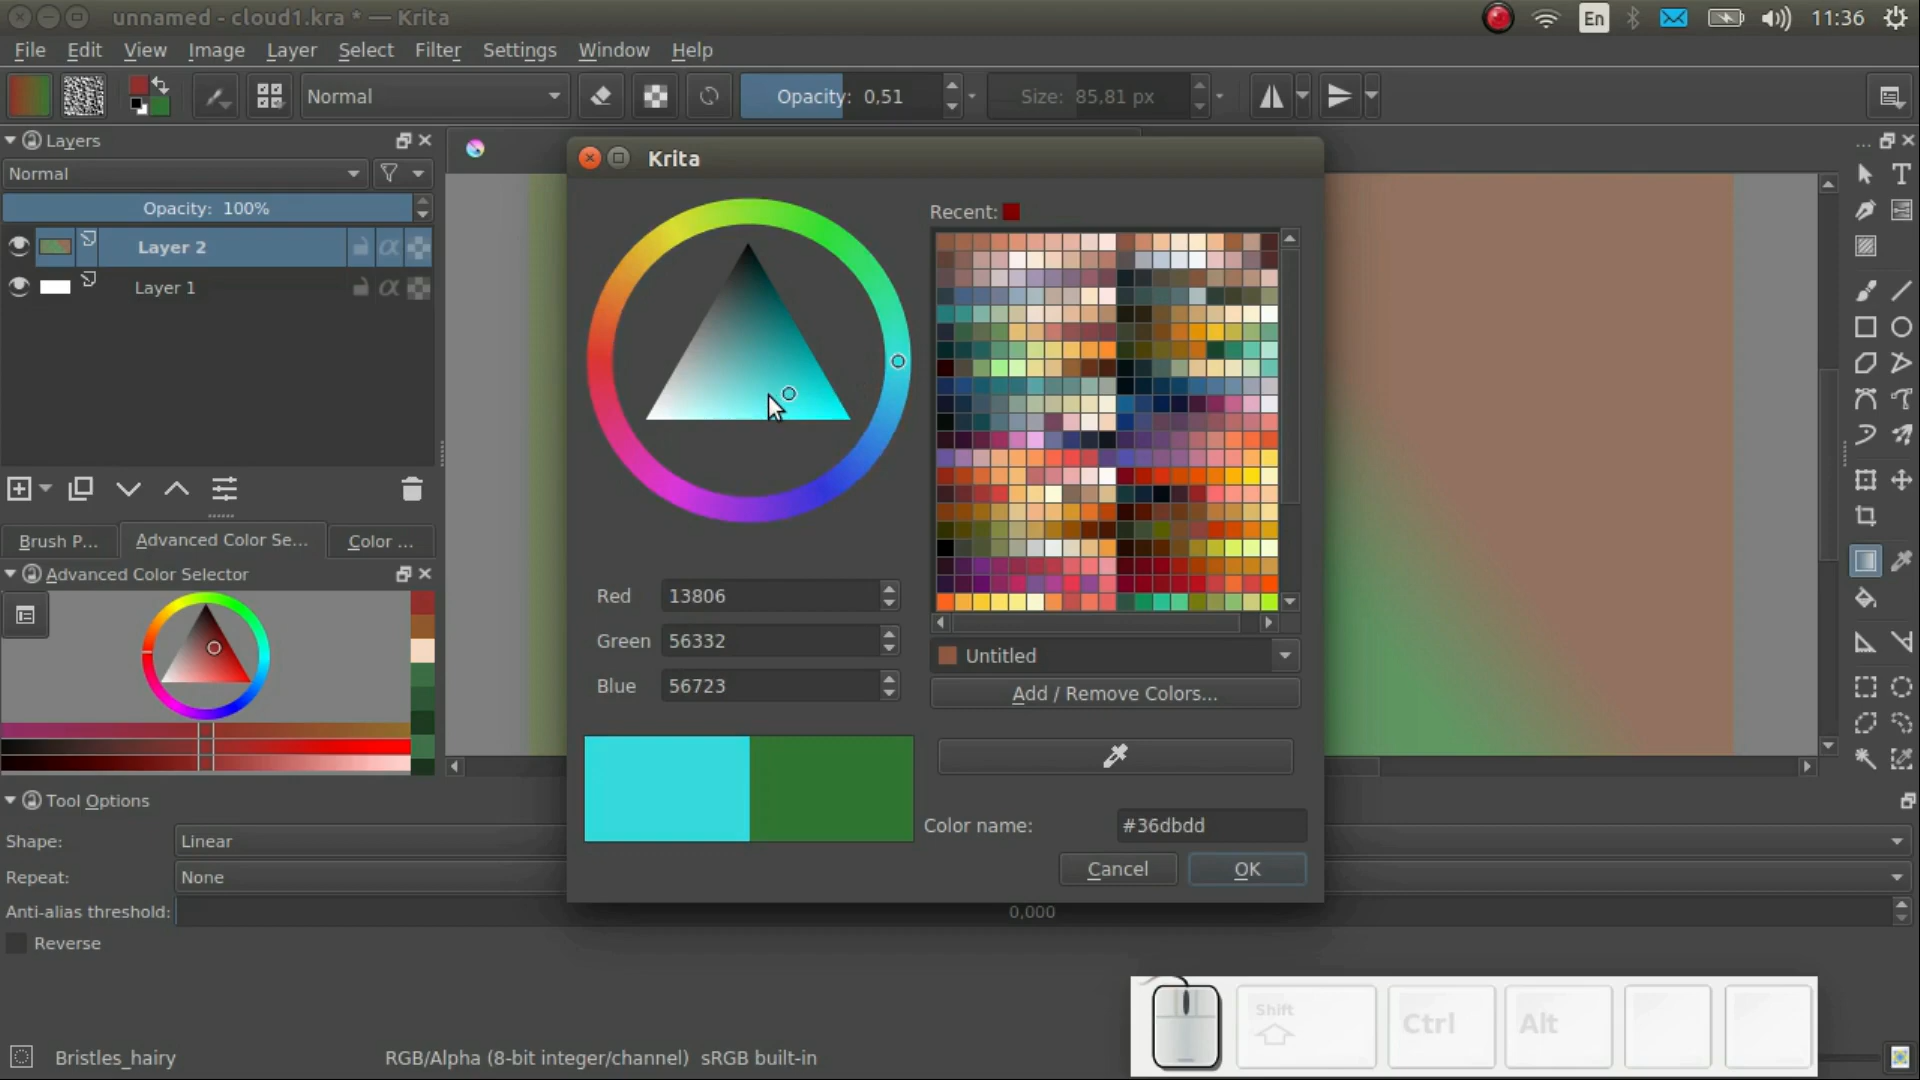 unnamed - cloud1.kra * — Krita
En
11:36
File Edit View Image Layer Select Filter Settings Window Help
Normal
Opacity: 0,51
Size: 85,81 px
Layers
Normal
Opacity: 100%
Layer 2
Layer 1
Brush P...
Advanced Color Se...
Color ...
Advanced Color Selector
Tool Options
Shape:
Linear
Repeat:
None
Anti-alias threshold:
0,000
Reverse
Krita
Recent:
Red
13806
Green
56332
Blue
56723
Untitled
Add / Remove Colors...
Color name:
#36dbdd
Cancel
OK
...
Shift
Ctrl
Alt
Bristles_hairy
RGB/Alpha (8-bit integer/channel) sRGB built-in